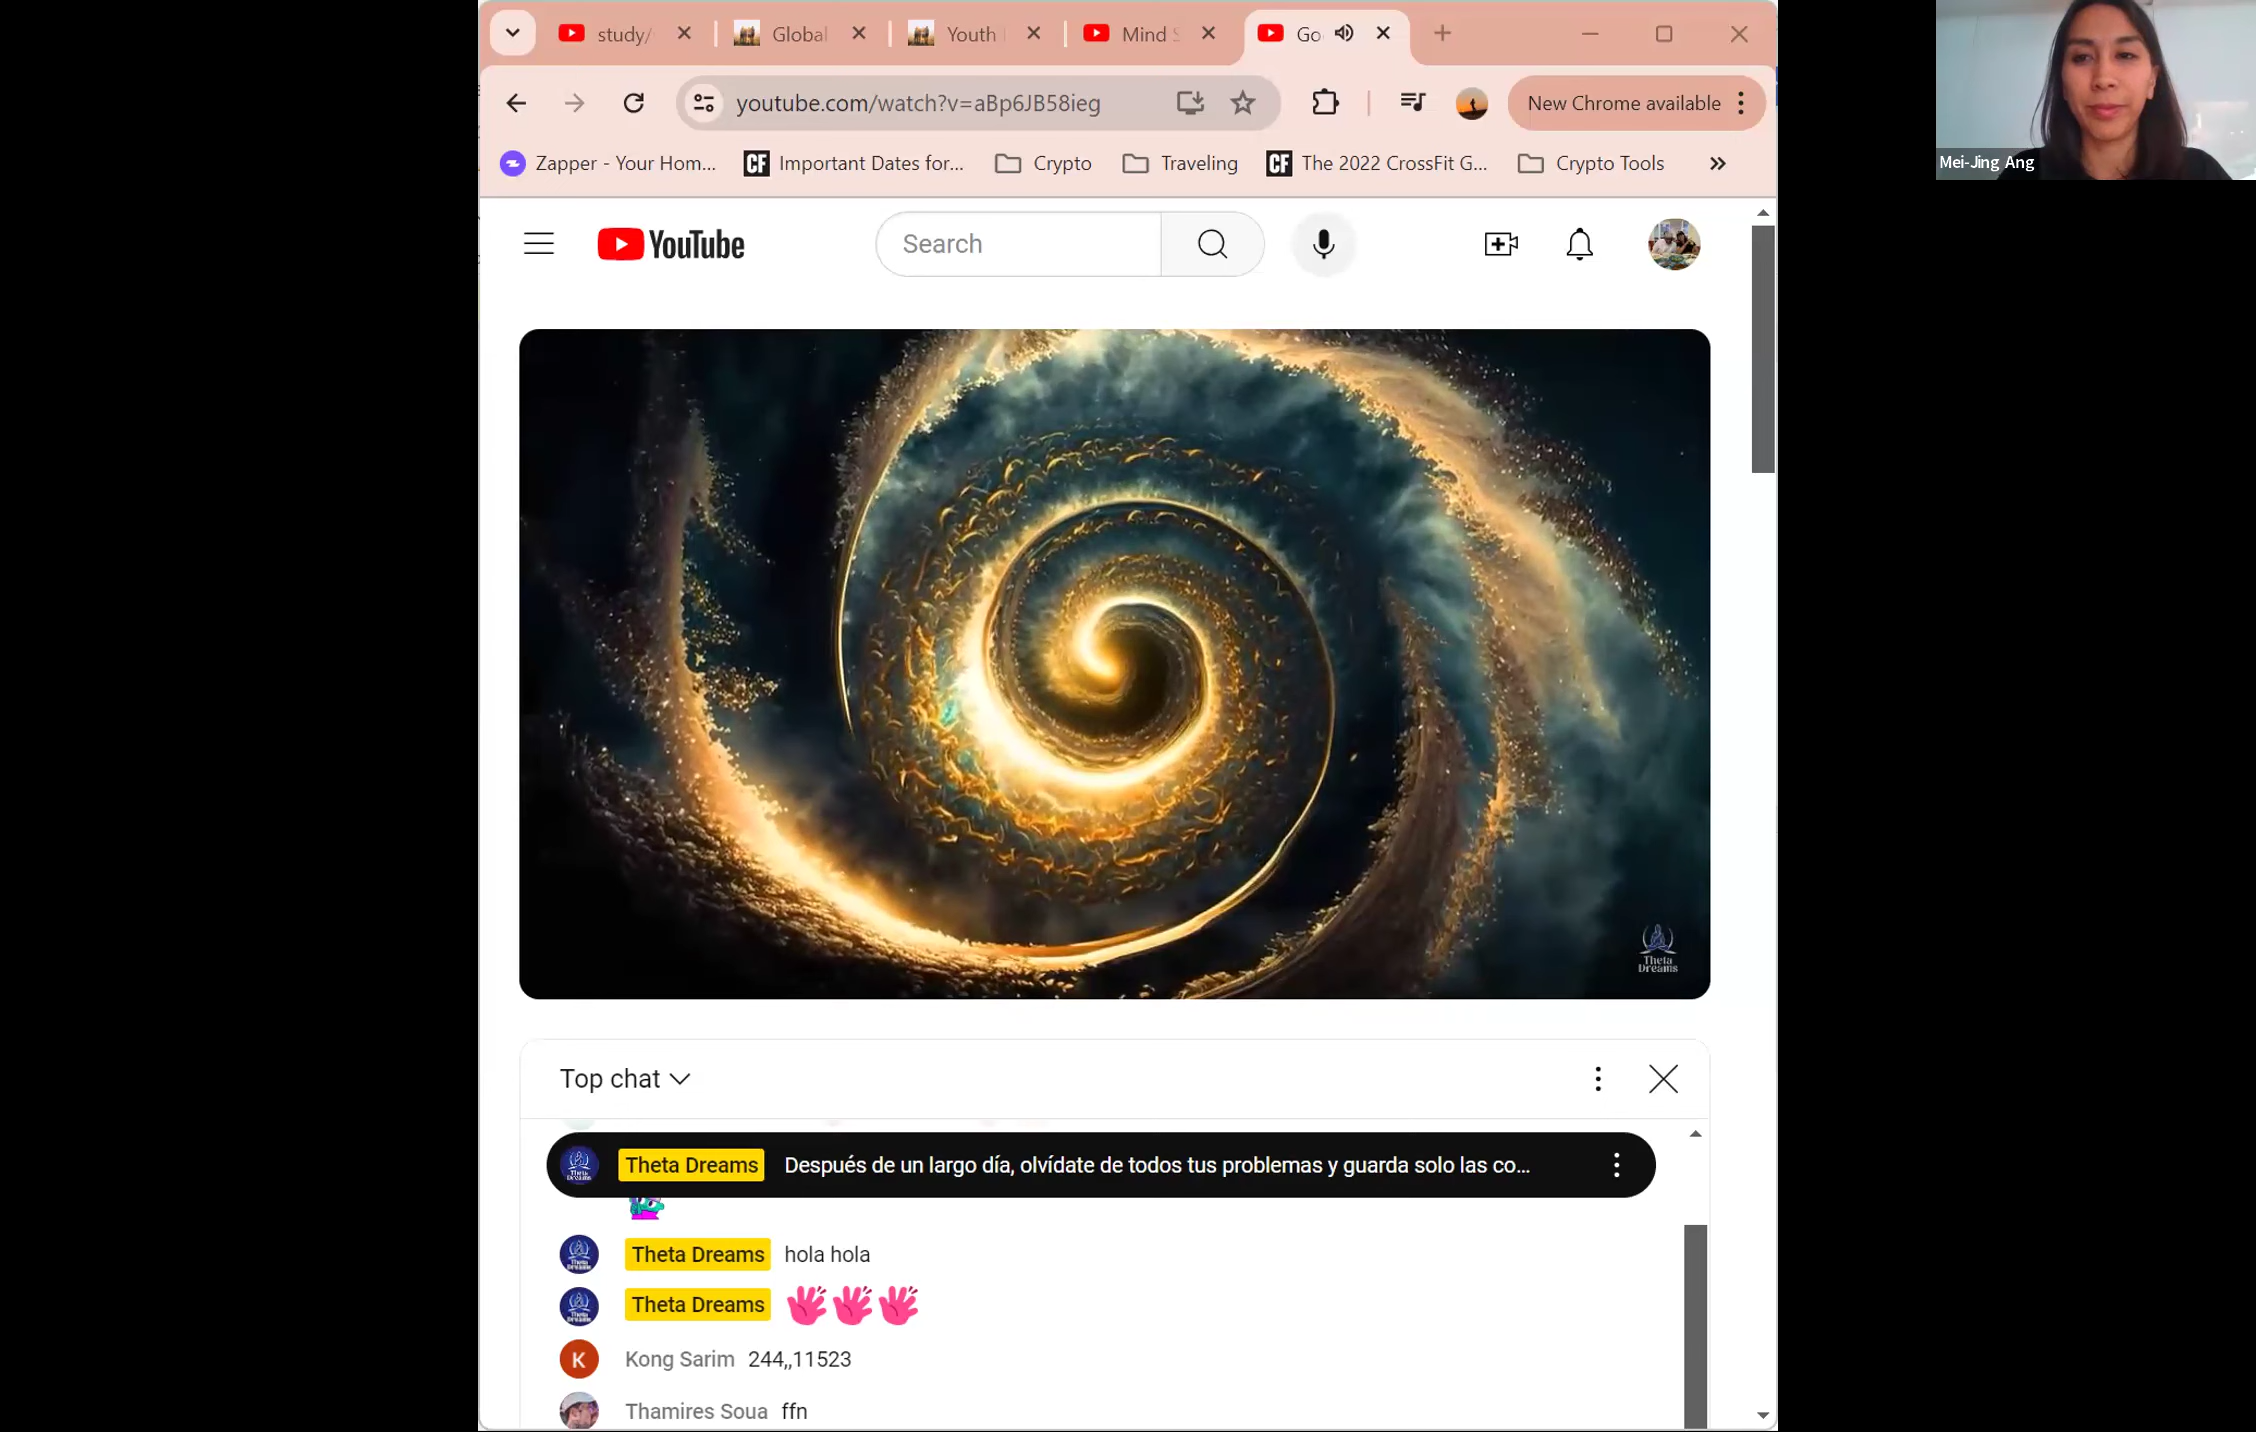 study/
Global
Youth
Mind S
Go
youtube.com/watch?v=aBp6JB58ieg
New Chrome available
Zapper - Your Hom...
CF Important Dates for...
Crypto
Traveling
CF The 2022 CrossFit G...
Crypto Tools
Mei-Jing Ang
YouTube
Search
Theta
Dreams
Top chat
Theta Dreams Después de un largo día, olvídate de todos tus problemas y guarda solo las co...
Theta Dreams hola hola
Theta Dreams
K Kong Sarim 244,,11523
Thamires Soua ffn